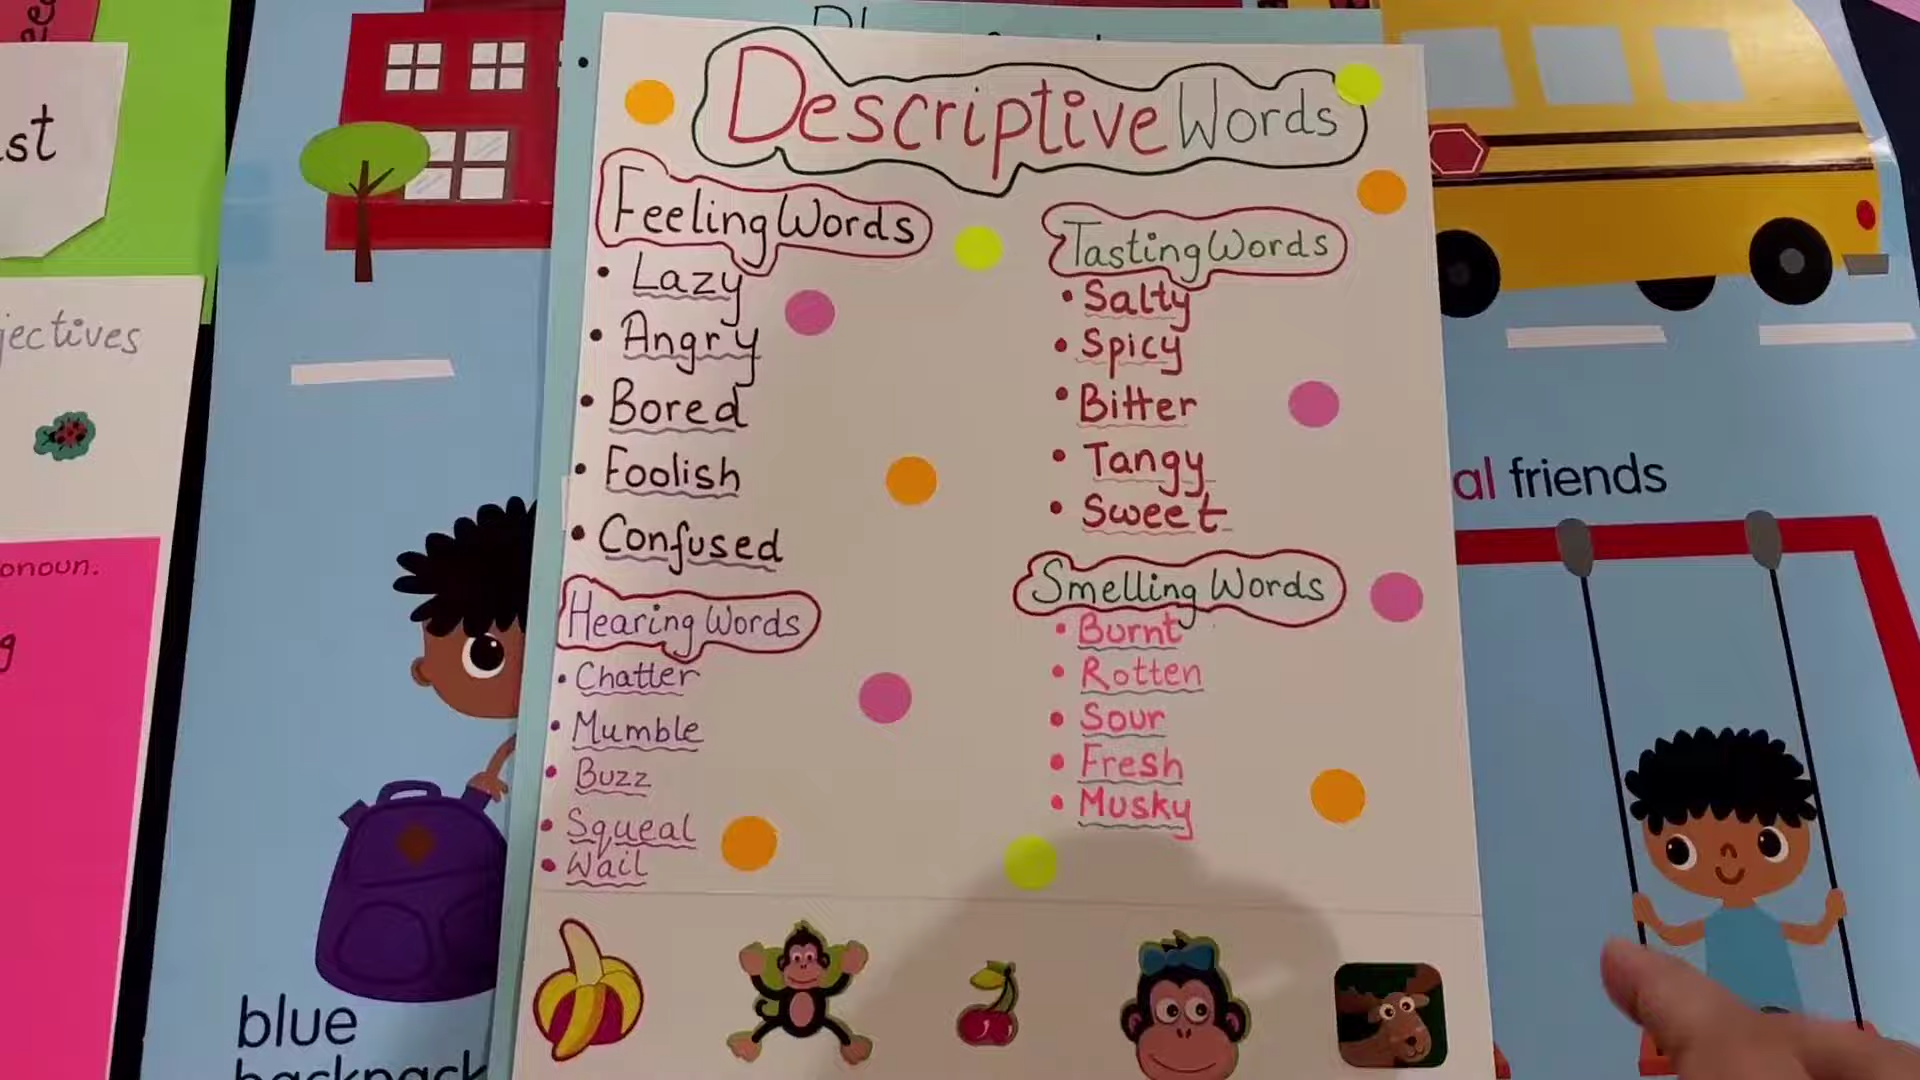 Descriptive Words
Feeling Words
• Lazy
• Angry
• Bored
• Foolish
• Confused
Hearing Words
• Chatter
• Mumble
• Buzz
• Squeal
• Wail
Tasting Words
• Salty
• Spicy
• Bitter
• Tangy
• Sweet
Smelling Words
• Burnt
• Rotten
• Sour
• Fresh
• Musky
st
jectives
onoun.
g
al friends
blue
backpack